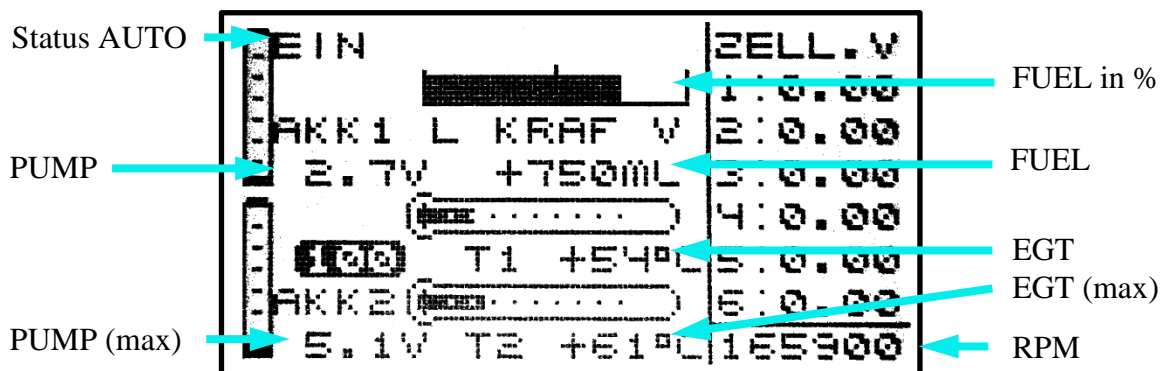 Status AUTO
EIN
ZELL.V
FUEL in %
1:0.00
AKK1 L KRAF V
2:0.00
PUMP
2.7V +750mL
3:0.00
FUEL
4:0.00
T1 +54°C
5:0.00
EGT
AKK2
6:0.00
EGT (max)
PUMP (max)
5.1V T2 +61°C
165900
RPM